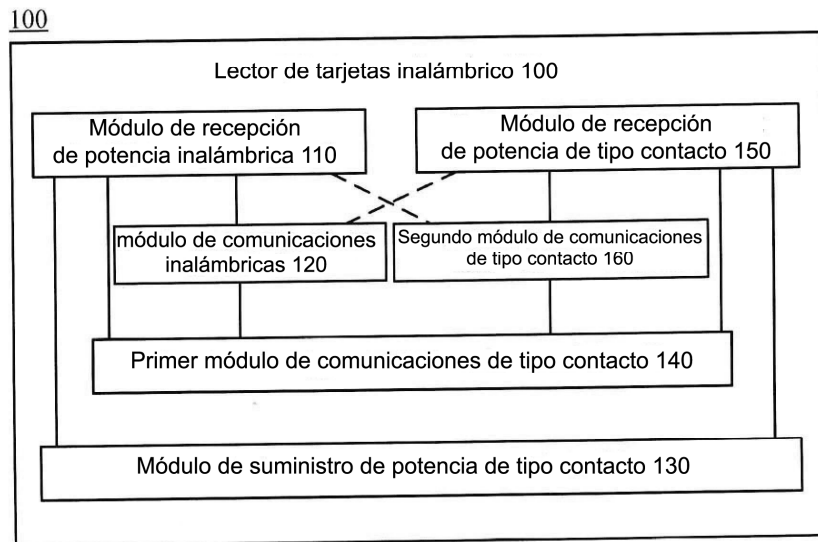 100
Lector de tarjetas inalámbrico 100
Módulo de recepción
de potencia inalámbrica 110
Módulo de recepción
de potencia de tipo contacto 150
módulo de comunicaciones
inalámbricas 120
Segundo módulo de comunicaciones
de tipo contacto 160
Primer módulo de comunicaciones de tipo contacto 140
Módulo de suministro de potencia de tipo contacto 130